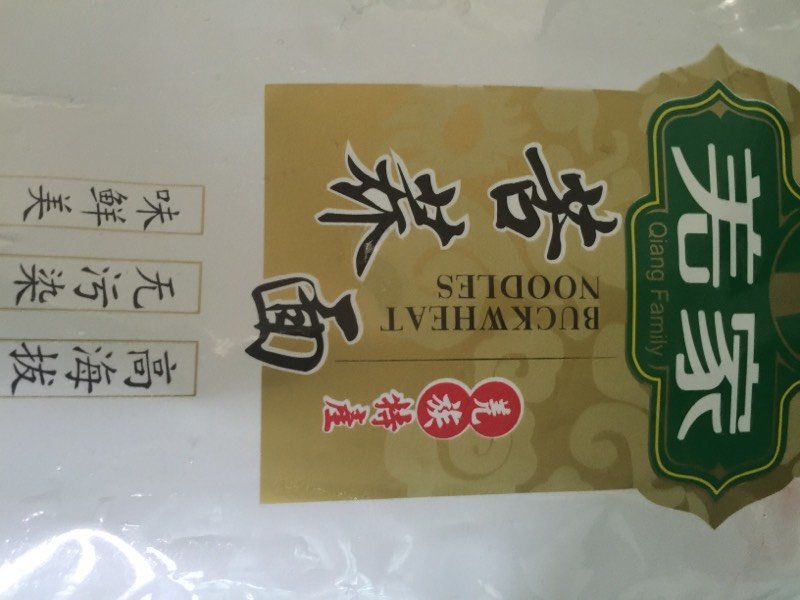 羌家
Qiang Family
苦荞面
BUCKWHEAT
NOODLES
羌族特產
高海拔
无污染
味鲜美